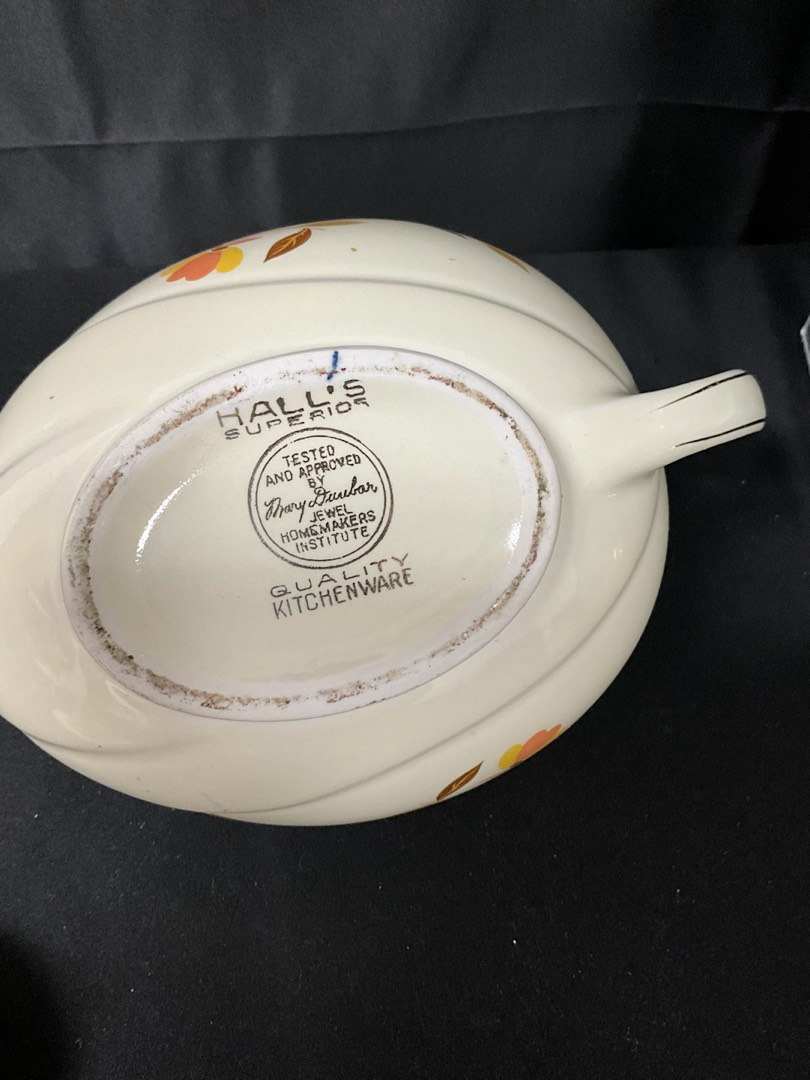 HALL'S
SUPERIOR
TESTED
AND APPROVED
BY
Mary Dunbar
JEWEL
HOMEMAKERS
INSTITUTE
QUALITY
KITCHENWARE